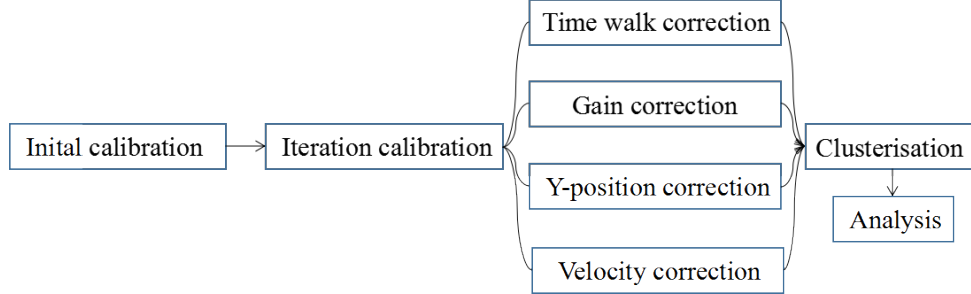 Time walk correction
Gain correction
Inital calibration
Iteration calibration
Clusterisation
Y-position correction
Analysis
Velocity correction